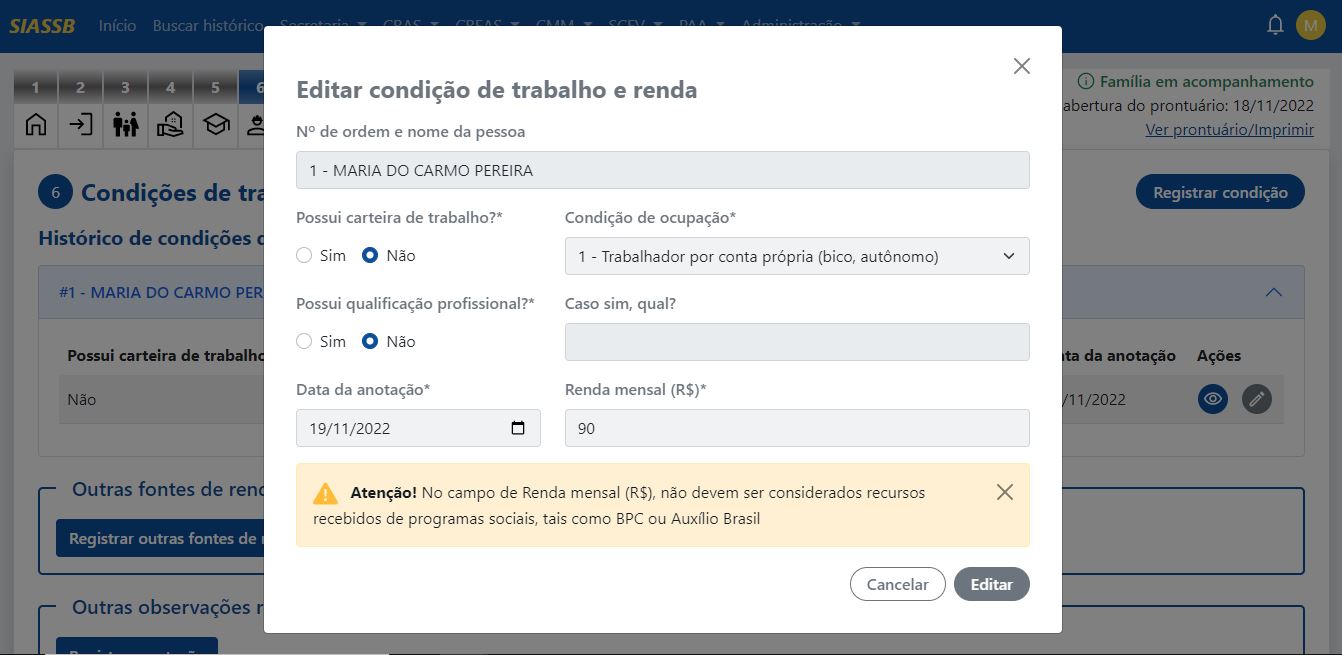 SIASSB Início Buscar histórico Secretaria CRAS CREAS CMM SCFV PAA Administração M
1 2 3 4 5 6
Família em acompanhamento
abertura do prontuário: 18/11/2022
Ver prontuário/Imprimir
6 Condições de tra
Registrar condição
Histórico de condições d
#1 - MARIA DO CARMO PER
Possui carteira de trabalho
ta da anotação Ações
Não
/11/2022
Outras fontes de rend
Registrar outras fontes de r
Outras observações r
Editar condição de trabalho e renda
Nº de ordem e nome da pessoa
1 - MARIA DO CARMO PEREIRA
Possui carteira de trabalho?* Condição de ocupação*
Sim Não 1 - Trabalhador por conta própria (bico, autônomo)
Possui qualificação profissional?* Caso sim, qual?
Sim Não
Data da anotação* Renda mensal (R$)*
19/11/2022 90
Atenção! No campo de Renda mensal (R$), não devem ser considerados recursos
recebidos de programas sociais, tais como BPC ou Auxílio Brasil
Cancelar Editar